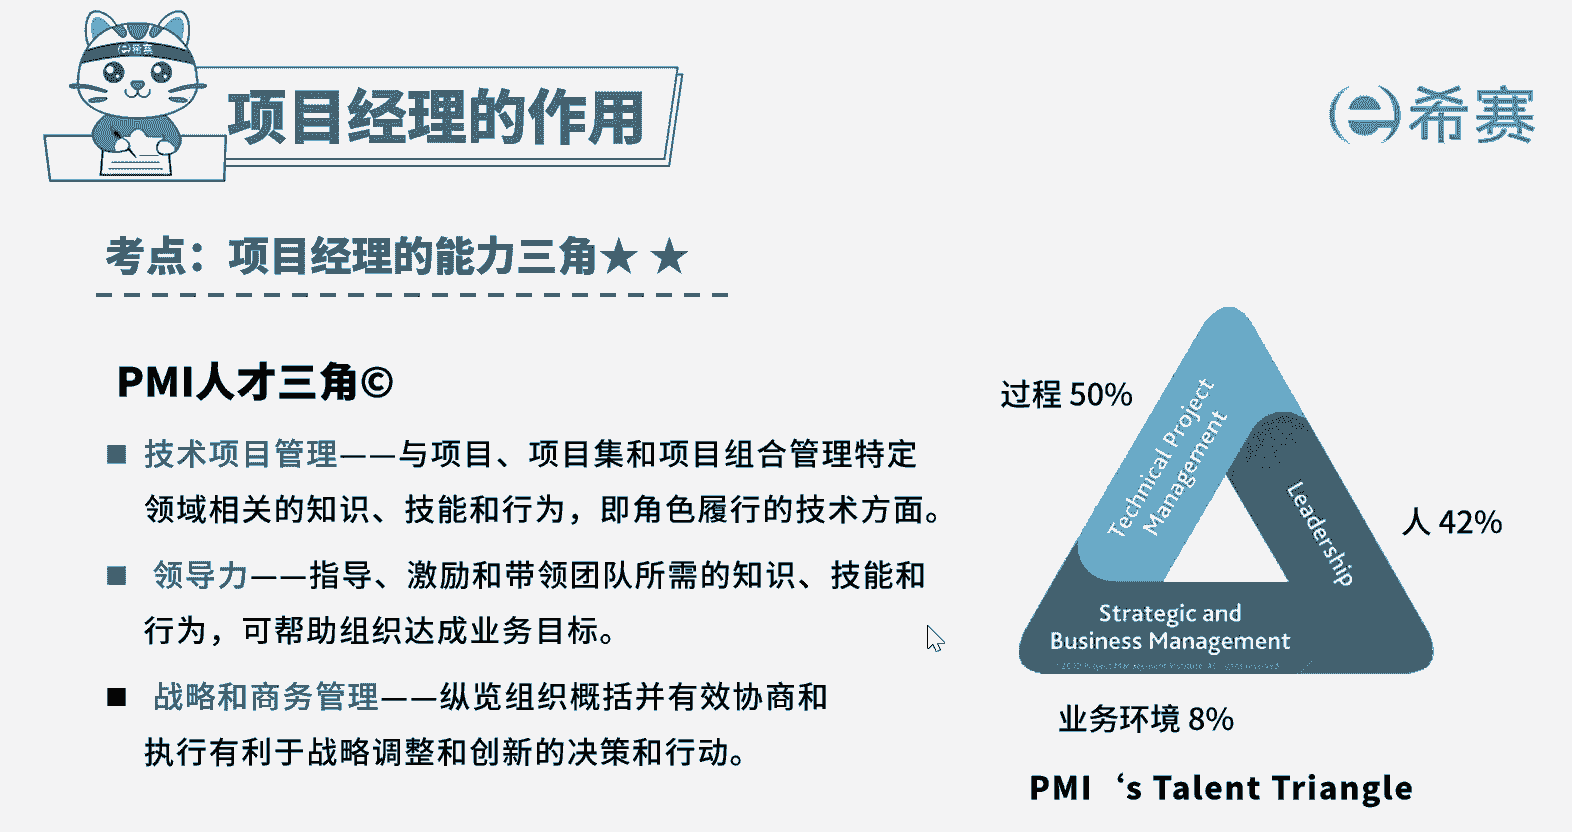 希赛
项目经理的作用
希赛
考点：项目经理的能力三角★ ★
PMI人才三角©
■ 技术项目管理——与项目、项目集和项目组合管理特定
领域相关的知识、技能和行为，即角色履行的技术方面。
■ 领导力——指导、激励和带领团队所需的知识、技能和
行为，可帮助组织达成业务目标。
■ 战略和商务管理——纵览组织概括并有效协商和
执行有利于战略调整和创新的决策和行动。
过程 50%
Technical Project
Management
Leadership
人 42%
Strategic and
Business Management
业务环境 8%
PMI‘s Talent Triangle